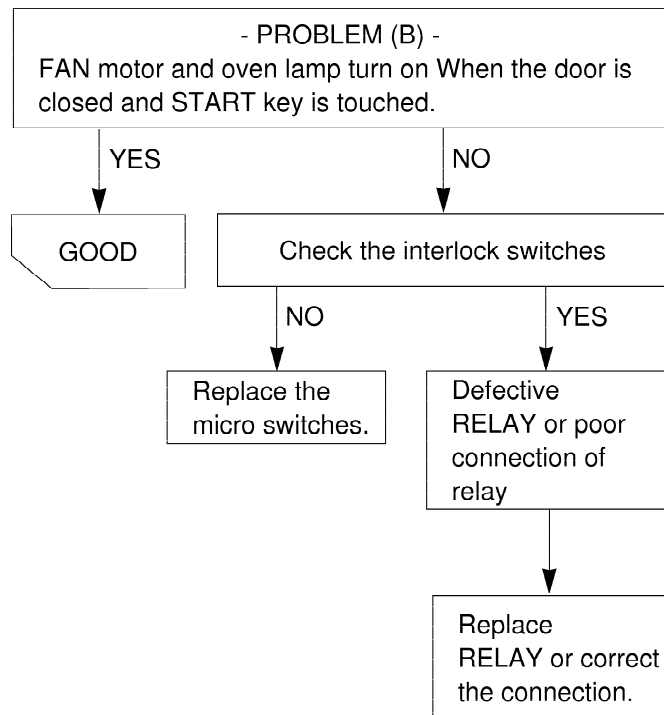 - PROBLEM (B) -
FAN motor and oven lamp turn on When the door is
closed and START key is touched.
YES
NO
GOOD
Check the interlock switches
NO
YES
Replace the
micro switches.
Defective
RELAY or poor
connection of
relay
Replace
RELAY or correct
the connection.